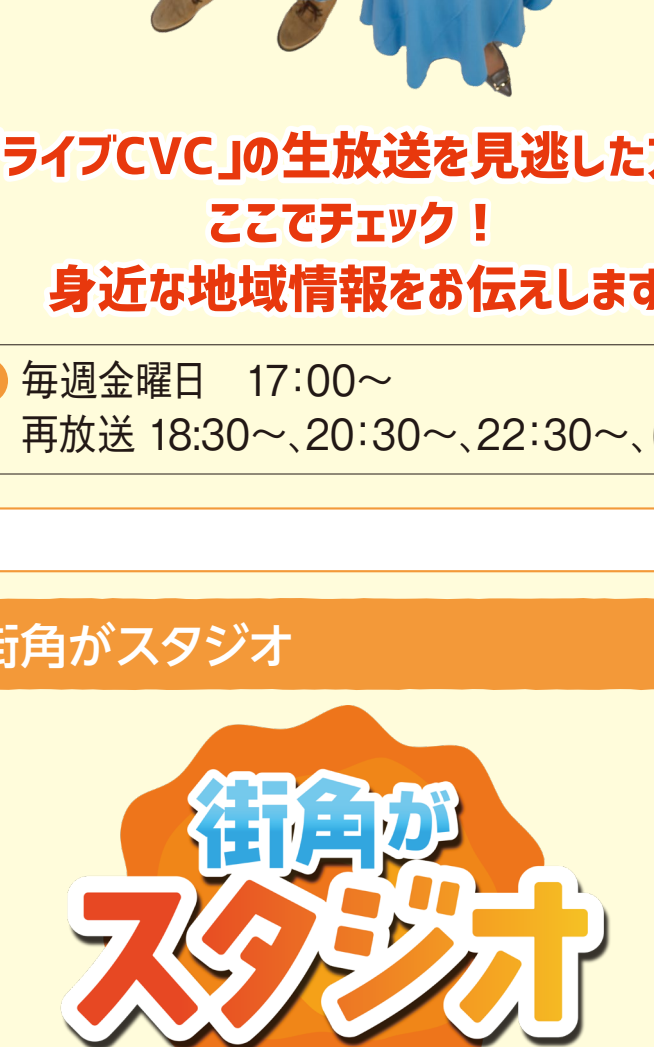 ライブCVC」の生放送を見逃した
ここでチェック！
身近な地域情報をお伝えします
毎週金曜日　17：00～
再放送 18:30～、20：30～、22：30～、
街角がスタジオ
街角が
スタジオ